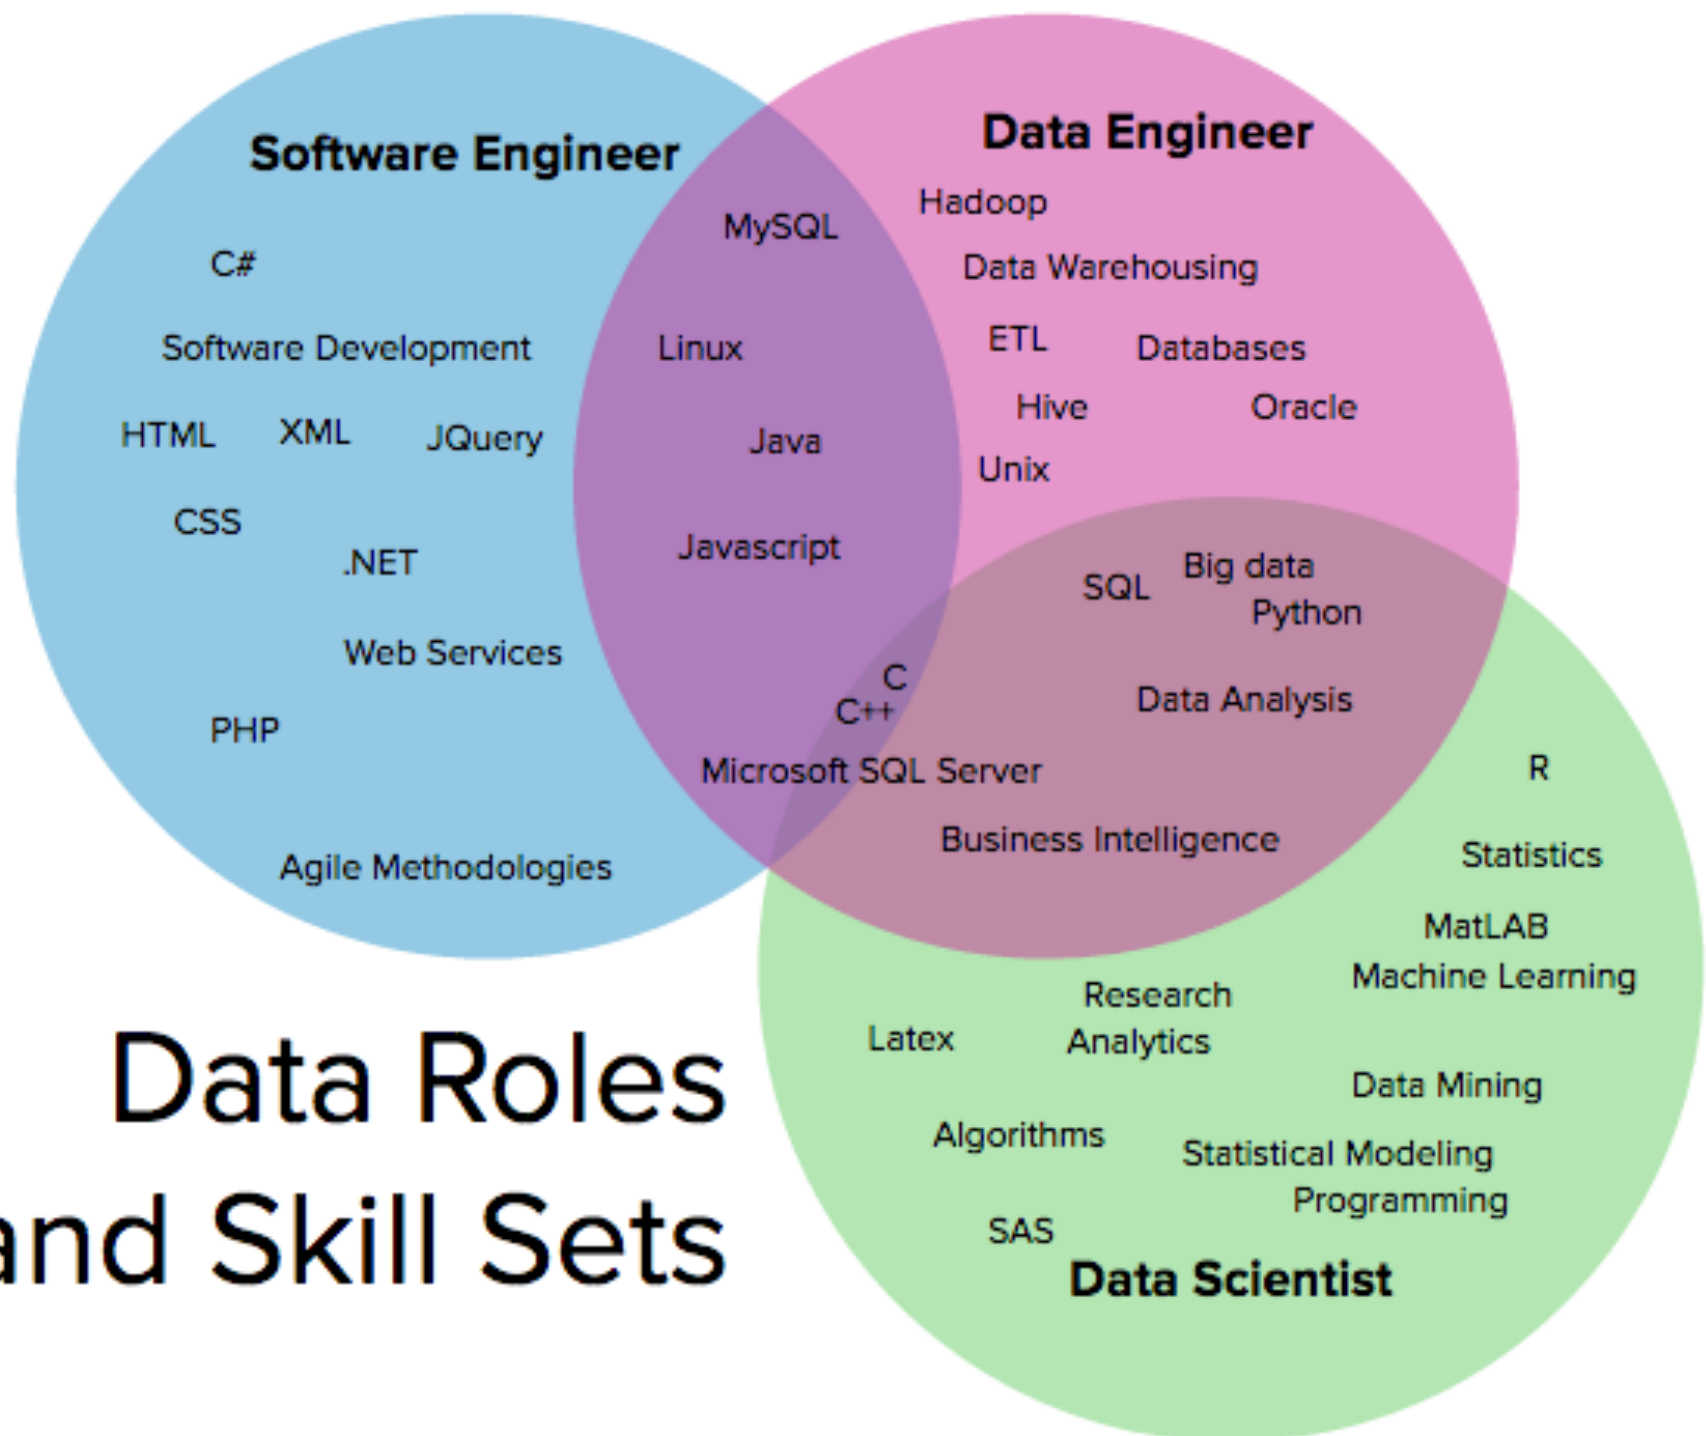 Software Engineer
C#
Software Development
HTML
XML
JQuery
CSS
.NET
Web Services
PHP
Agile Methodologies
MySQL
Linux
Java
Javascript
C
C++
Microsoft SQL Server
Data Engineer
Hadoop
Data Warehousing
ETL
Databases
Hive
Oracle
Unix
SQL
Big data
Python
Data Analysis
Business Intelligence
R
Statistics
MatLAB
Machine Learning
Research
Latex
Analytics
Data Mining
Algorithms
Statistical Modeling
Programming
SAS
Data Scientist
Data Roles
and Skill Sets